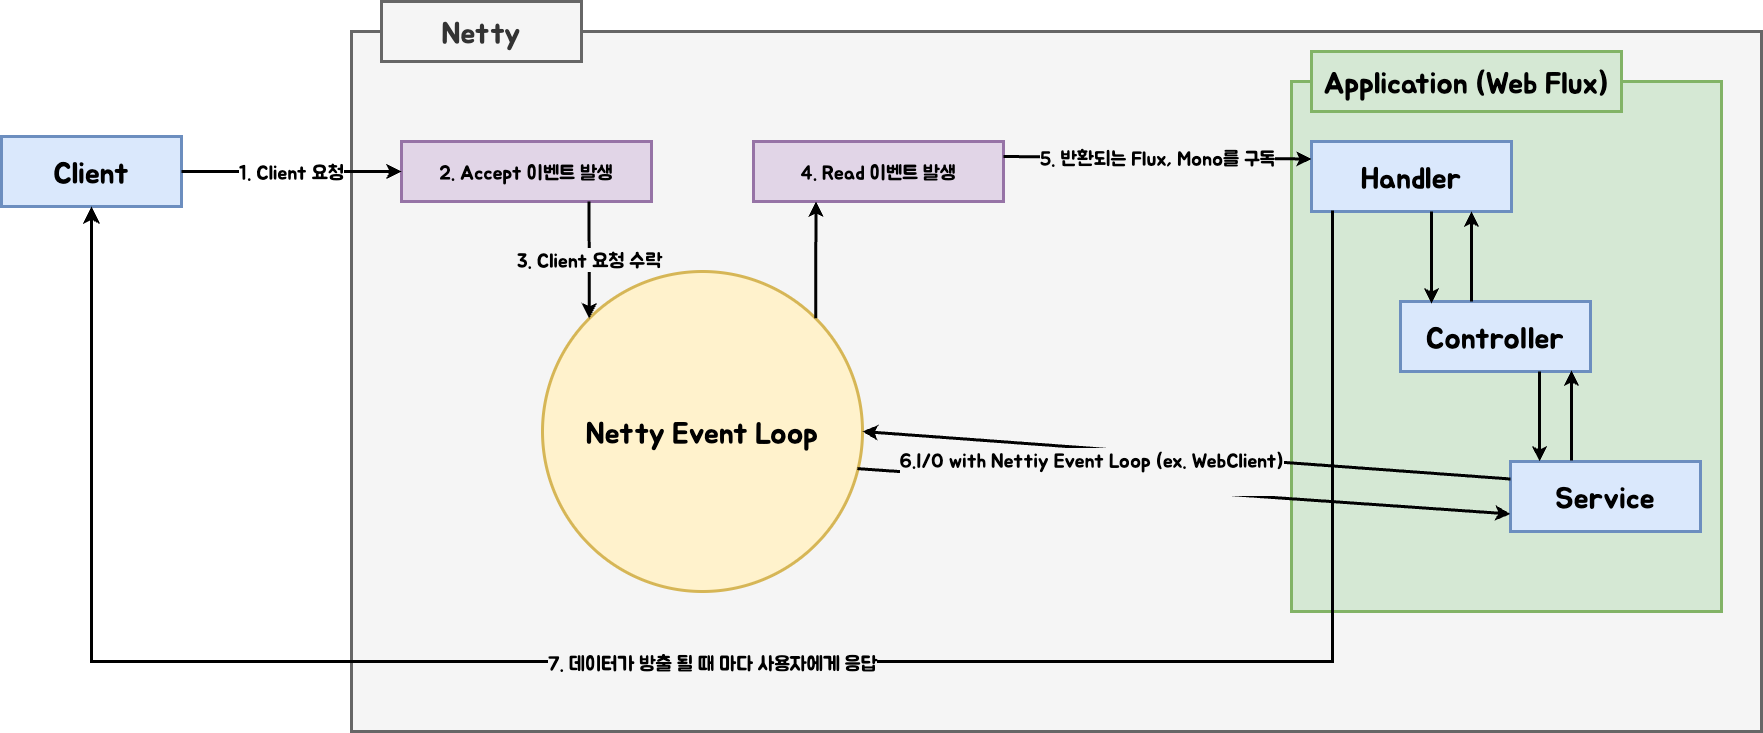 Netty
Application (Web Flux)
Client
1. Client 요청
2. Accept 이벤트 발생
4. Read 이벤트 발생
5. 반환되는 Flux, Mono를 구독
Handler
3. Client 요청 수락
Controller
Netty Event Loop
6.I/O with Nettiy Event Loop (ex. WebClient)
Service
7. 데이터가 방출 될 때 마다 사용자에게 응답